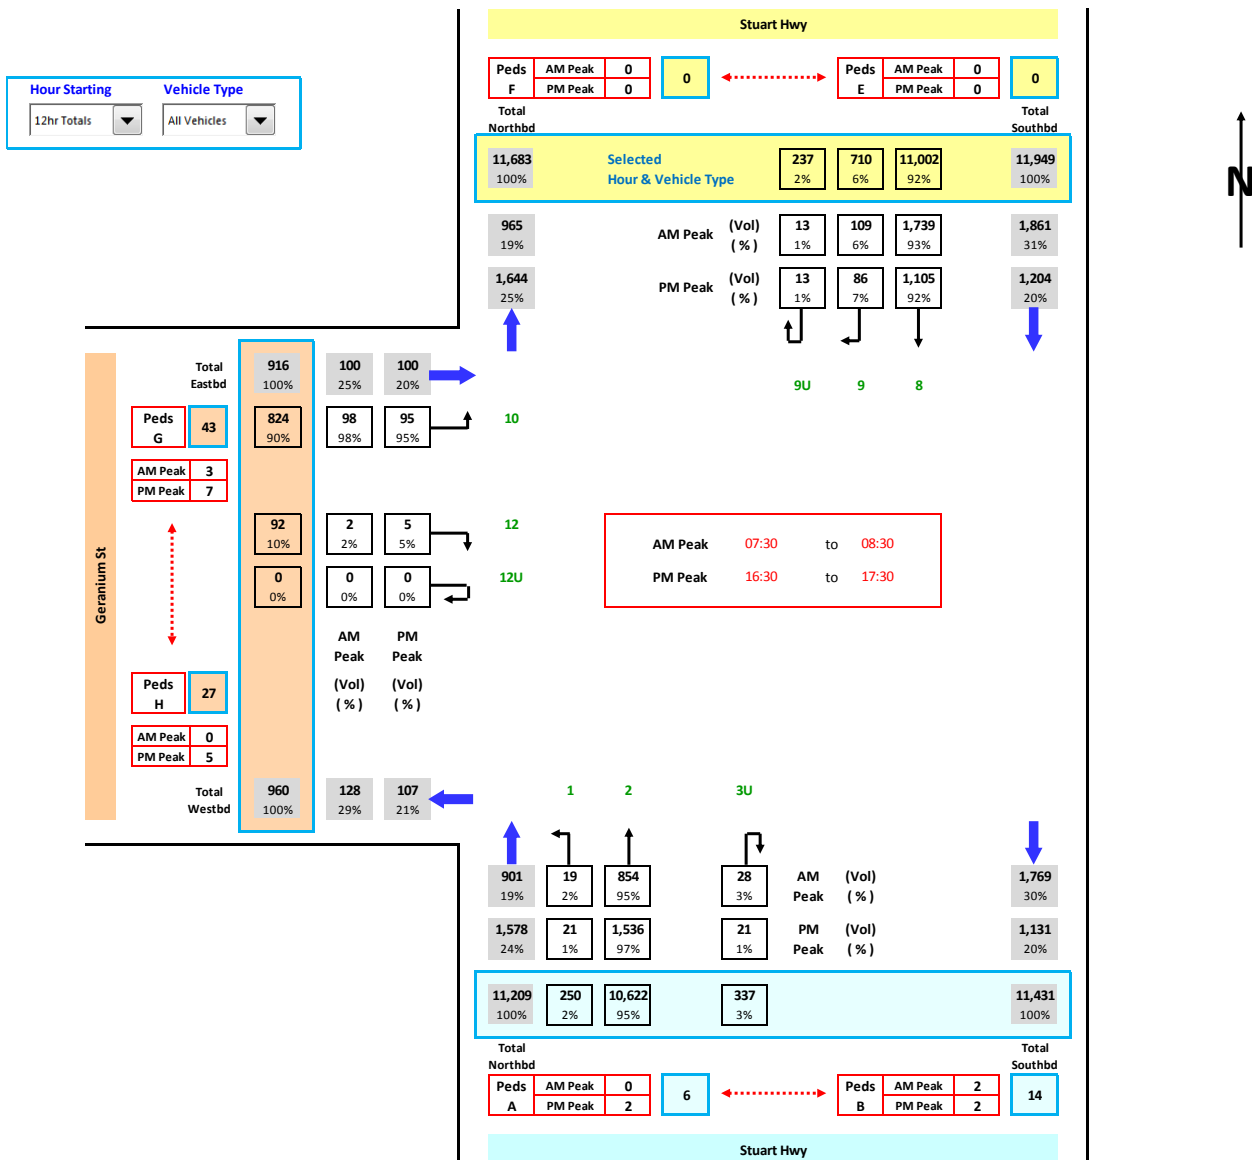 Stuart Hwy
Peds AM Peak 0 0 Peds AM Peak 0 0
F PM Peak 0 E PM Peak 0
Hour Starting Vehicle Type
12hr Totals All Vehicles
Total Total
Northbd Southbd
11,683 Selected 237 710 11,002 11,949
100% Hour & Vehicle Type 2% 6% 92% 100%
N
965 AM Peak (Vol) 13 109 1,739 1,861
19% ( % ) 1% 6% 93% 31%
1,644 PM Peak (Vol) 13 86 1,105 1,204
25% ( % ) 1% 7% 92% 20%
Total 916 100 100
Eastbd 100% 25% 20%
9U 9 8
Peds 43 824 98 95 10
G 90% 98% 95%
AM Peak 3
PM Peak 7
92 2 5 12
10% 2% 5%
AM Peak 07:30 to 08:30
PM Peak 16:30 to 17:30
0 0 0 12U
0% 0% 0%
Geranium St
AM PM
Peak Peak
(Vol) (Vol)
( % ) ( % )
Peds 27
H
AM Peak 0
PM Peak 5
Total 960 128 107
Westbd 100% 29% 21%
1 2 3U
901 19 854 28 AM (Vol) 1,769
19% 2% 95% 3% Peak ( % ) 30%
1,578 21 1,536 21 PM (Vol) 1,131
24% 1% 97% 1% Peak ( % ) 20%
11,209 250 10,622 337 11,431
100% 2% 95% 3% 100%
Total Total
Northbd Southbd
Peds AM Peak 0 6 Peds AM Peak 2 14
A PM Peak 2 B PM Peak 2
Stuart Hwy